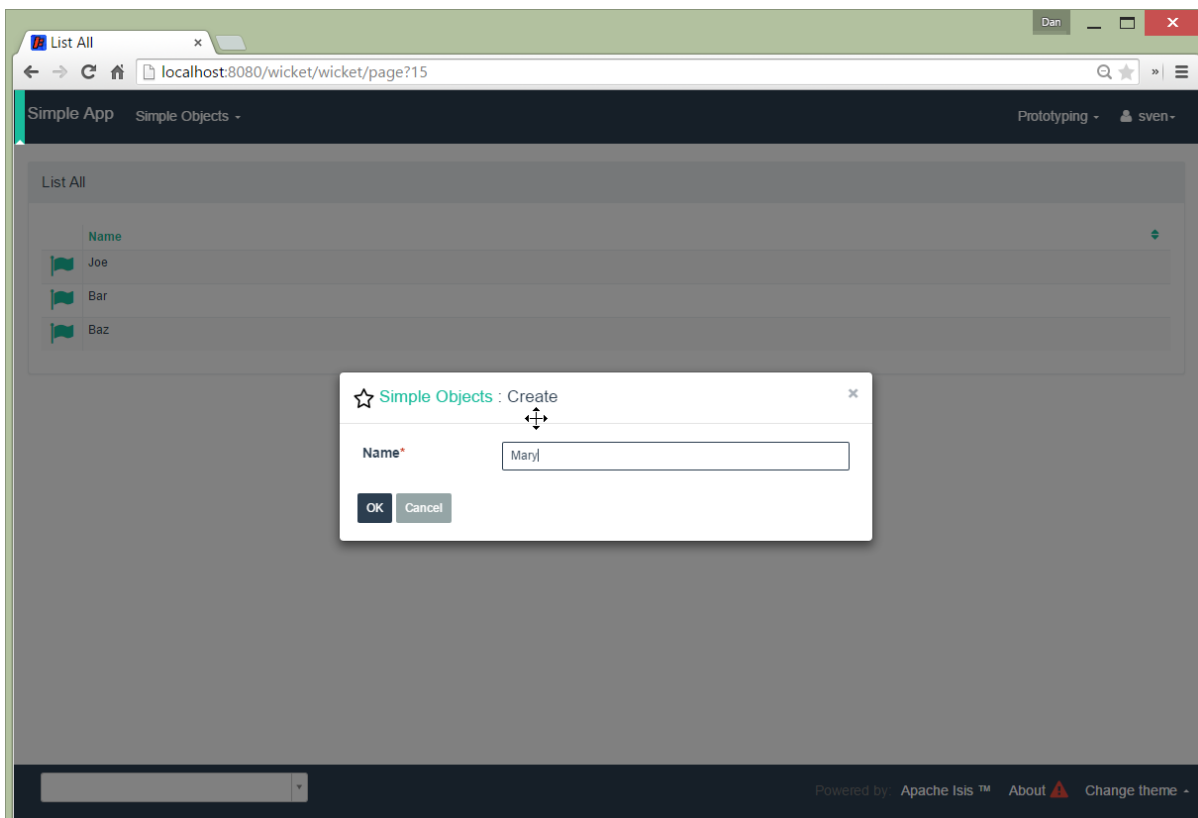 Dan
List All
localhost:8080/wicket/wicket/page?15
Simple App Simple Objects Prototyping sven
List All
Name
Joe
Bar
Baz
Simple Objects : Create
Name*
Mary
OK Cancel
Powered by: Apache Isis ™ About Change theme